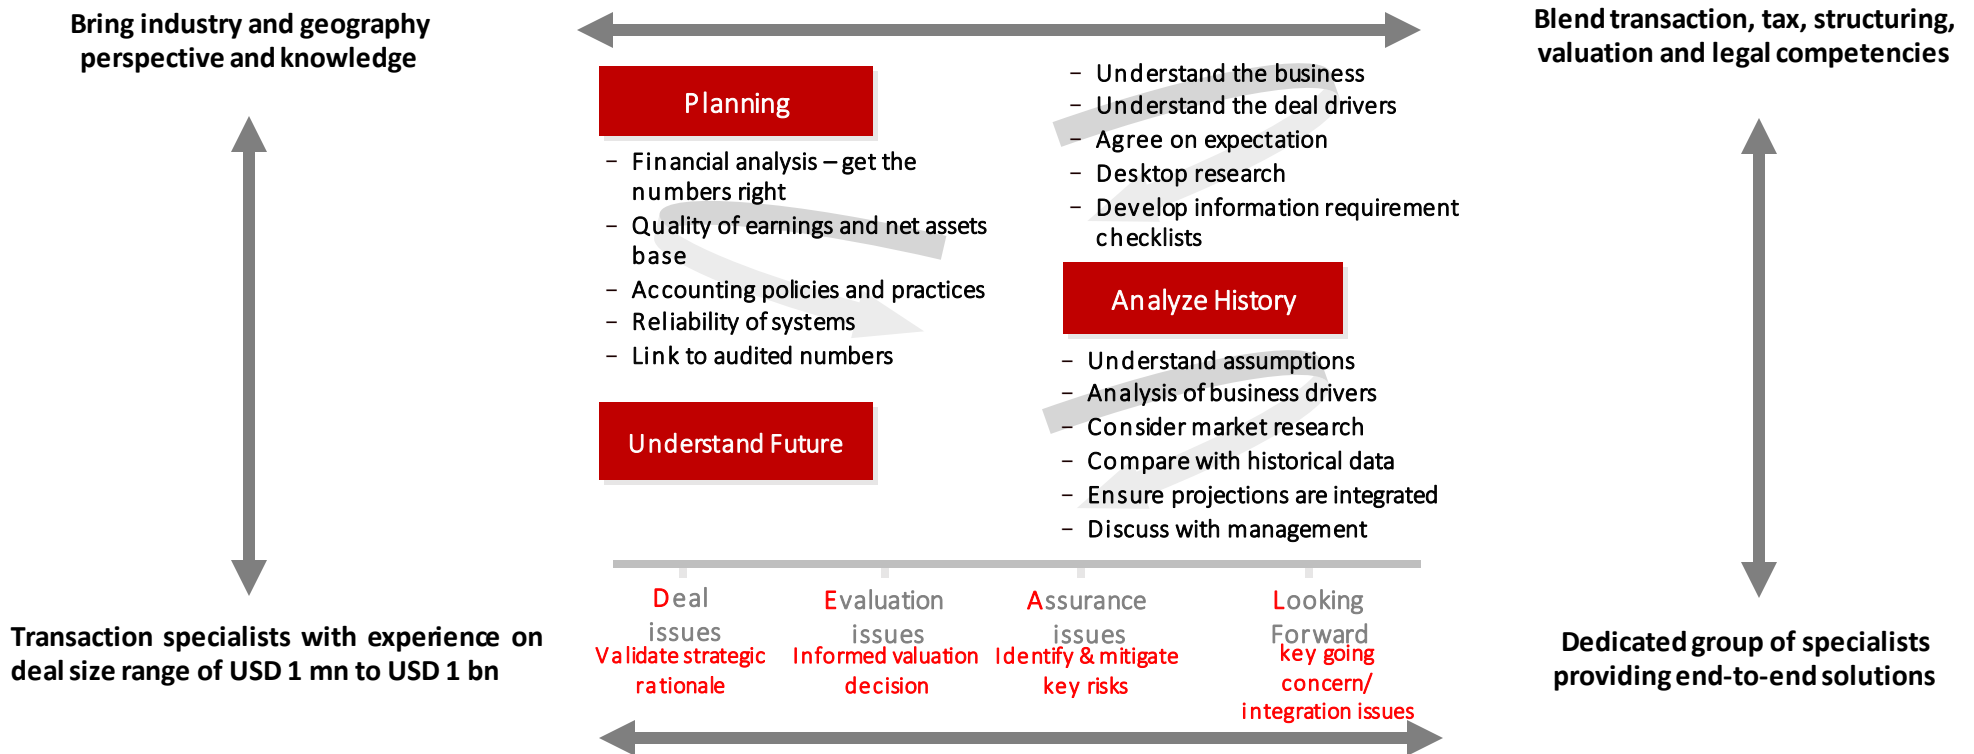 Bring industry and geography
perspective and knowledge
Blend transaction, tax, structuring,
valuation and legal competencies
Planning
– Understand the business
– Understand the deal drivers
– Agree on expectation
– Desktop research
– Develop information requirement
checklists
– Financial analysis – get the
numbers right
– Quality of earnings and net assets
base
– Accounting policies and practices
– Reliability of systems
– Link to audited numbers
Analyze History
– Understand assumptions
– Analysis of business drivers
– Consider market research
– Compare with historical data
– Ensure projections are integrated
– Discuss with management
Understand Future
Deal
issues
Validate strategic
rationale
Evaluation
issues
Informed valuation
decision
Assurance
issues
Identify & mitigate
key risks
Looking
Forward
key going
concern/
integration issues
Transaction specialists with experience on
deal size range of USD 1 mn to USD 1 bn
Dedicated group of specialists
providing end-to-end solutions